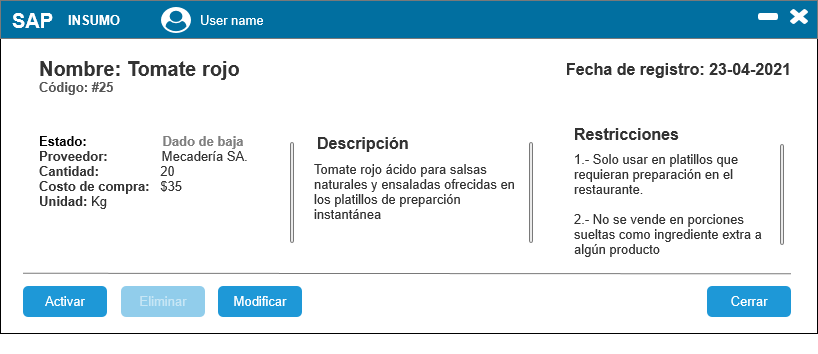 SAP INSUMO User name
Nombre: Tomate rojo
Código: #25
Fecha de registro: 23-04-2021
Estado: Dado de baja
Proveedor: Mecadería SA.
Cantidad: 20
Costo de compra: $35
Unidad: Kg
Descripción
Tomate rojo ácido para salsas
naturales y ensaladas ofrecidas en
los platillos de preparción
instantánea
Restricciones
1.- Solo usar en platillos que
requieran preparación en el
restaurante.
2.- No se vende en porciones
sueltas como ingrediente extra a
algún producto
Activar Eliminar Modificar Cerrar